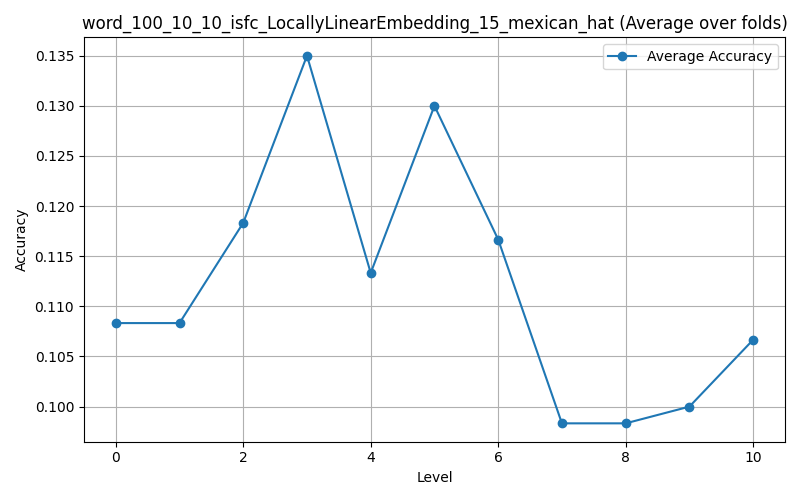 word_100_10_10_isfc_LocallyLinearEmbedding_15_mexican_hat (Average over folds)
Average Accuracy
0.135
0.130
0.125
0.120
0.115
0.110
0.105
0.100
Accuracy
0 2 4 6 8 10
Level